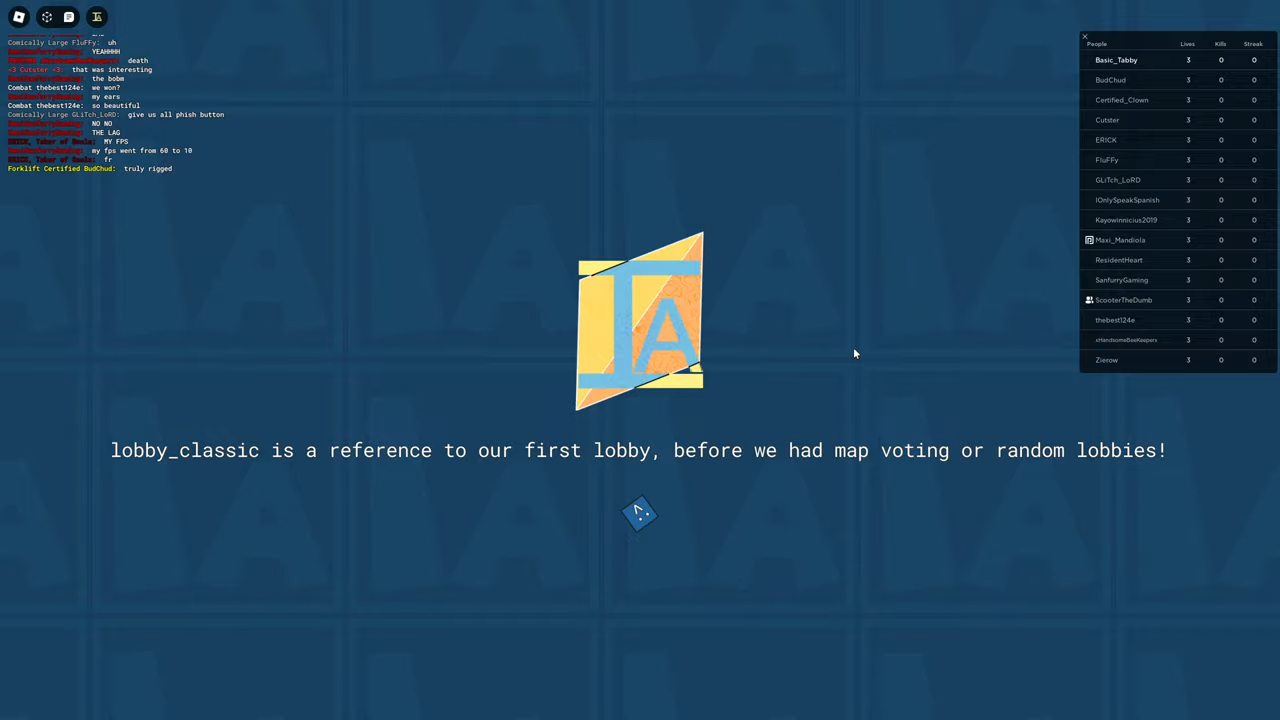 Comically Large FluFFy: uh
YEAHHHH
death
<3 Cutster <3: that was interesting
the bobm
Combat thebest124e: we won?
my ears
Combat thebest124e: so beautiful
Comically Large GLiTch_LoRD: give us all phish button
NO NO
THE LAG
ERICK, Taker of Souls: MY FPS
my fps went from 60 to 10
ERICK, Taker of Souls: fr
Forklift Certified BudChud: truly rigged
People Lives Kills Streak
Basic_Tabby 3 0 0
BudChud 3 0 0
Certified_Clown 3 0 0
Cutster 3 0 0
ERICK 3 0 0
FluFFy 3 0 0
GLiTch_LoRD 3 0 0
IOnlySpeakSpanish 3 0 0
Kayowinnicius2019 3 0 0
Maxi_Mandiola 3 0 0
ResidentHeart 3 0 0
SanfurryGaming 3 0 0
ScooterTheDumb 3 0 0
thebest124e 3 0 0
xHandsomeBeeKeepers 3 0 0
Zierow 3 0 0
IA
lobby_classic is a reference to our first lobby, before we had map voting or random lobbies!